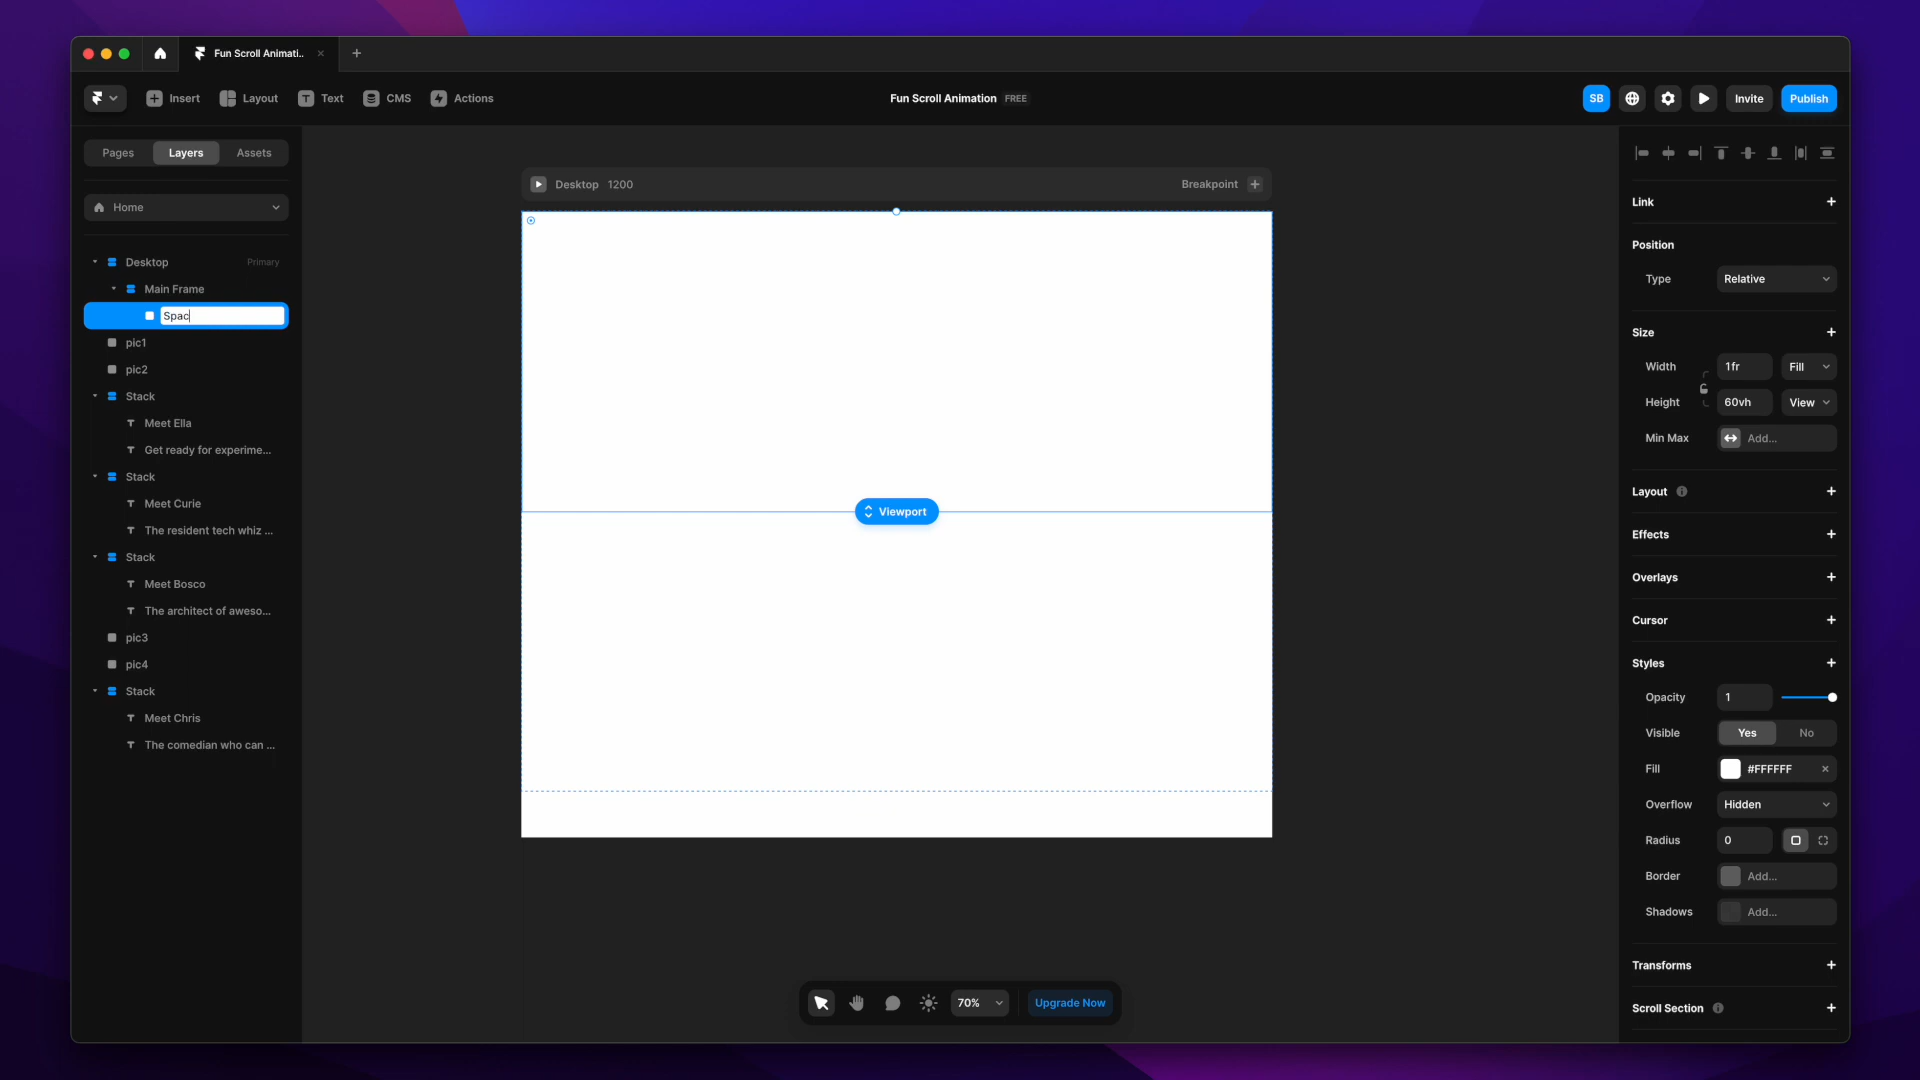 Fun Scroll Animati..
Insert
Layout
Text
CMS
Actions
Fun Scroll Animation FREE
SB
Invite
Publish
Pages
Layers
Assets
Home
Desktop Primary
Main Frame
Spac
pic1
pic2
Stack
Meet Ella
Get ready for experime...
Stack
Meet Curie
The resident tech whiz ...
Stack
Meet Bosco
The architect of aweso...
pic3
pic4
Stack
Meet Chris
The comedian who can ...
Desktop 1200
Breakpoint
Viewport
70%
Upgrade Now
Link
Position
Type Relative
Size
Width 1fr Fill
Height 60vh View
Min Max Add...
Layout
Effects
Overlays
Cursor
Styles
Opacity 1
Visible Yes No
Fill #FFFFFF
Overflow Hidden
Radius 0
Border Add...
Shadows Add...
Transforms
Scroll Section